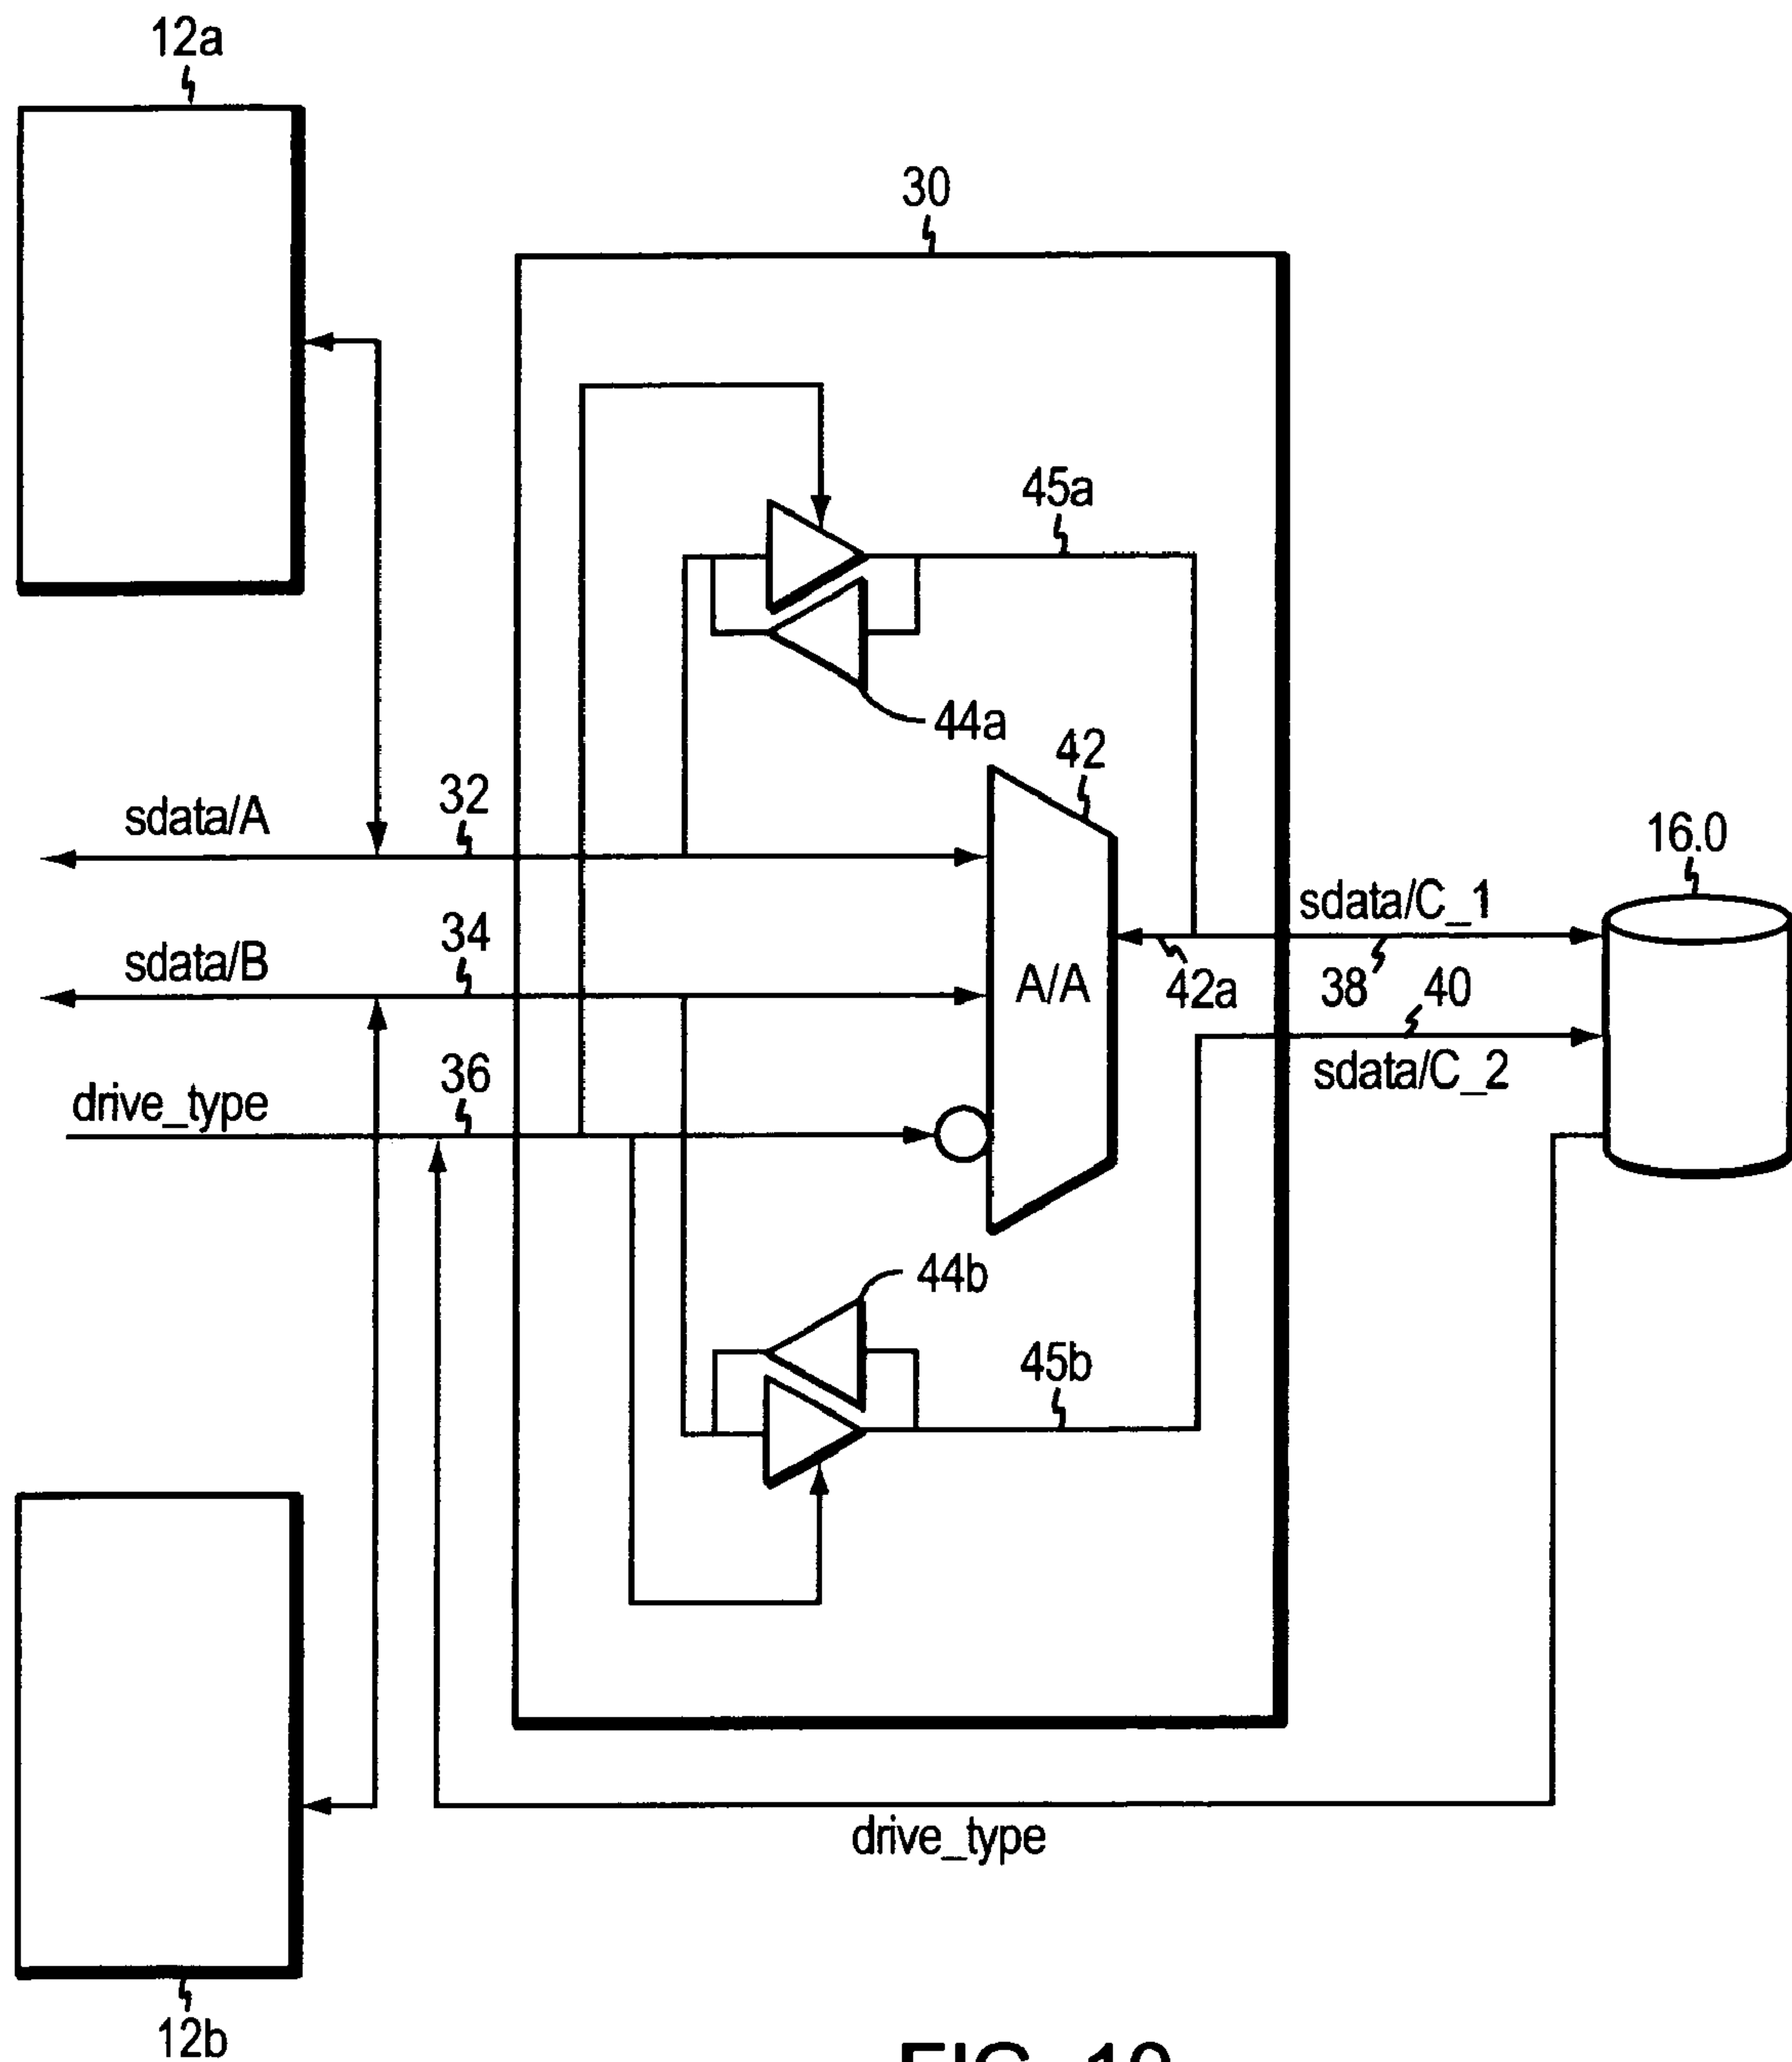 12a
30
45a
44a
42
sdata/A
32
16.0
sdata/C_1
sdata/B
34
A/A
42a
38
40
sdata/C_2
drive_type
36
44b
45b
drive_type
12b